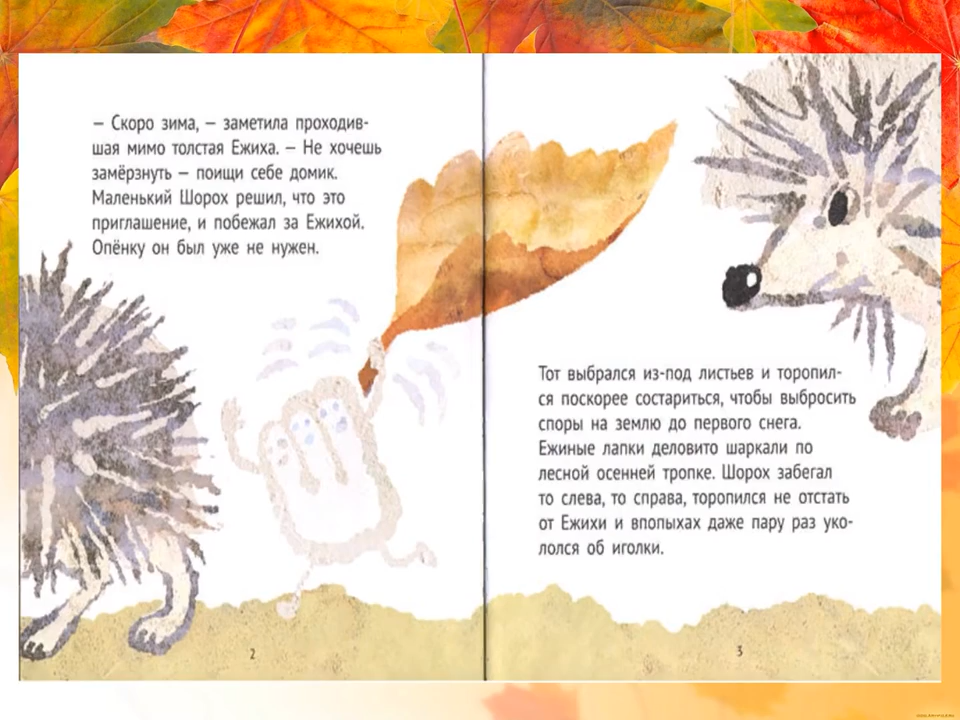 — Скоро зима, — заметила проходив-
шая мимо толстая Ежиха. — Не хочешь
замёрзнуть — поищи себе домик.
Маленький Шорох решил, что это
приглашение, и побежал за Ежихой.
Опёнку он был уже не нужен.
2
Тот выбрался из-под листьев и торопил-
ся поскорее состариться, чтобы выбросить
споры на землю до первого снега.
Ежиные лапки деловито шаркали по
лесной осенней тропке. Шорох забегал
то слева, то справа, торопился не отстать
от Ежихи и впопыхах даже пару раз уко-
лолся об иголки.
3